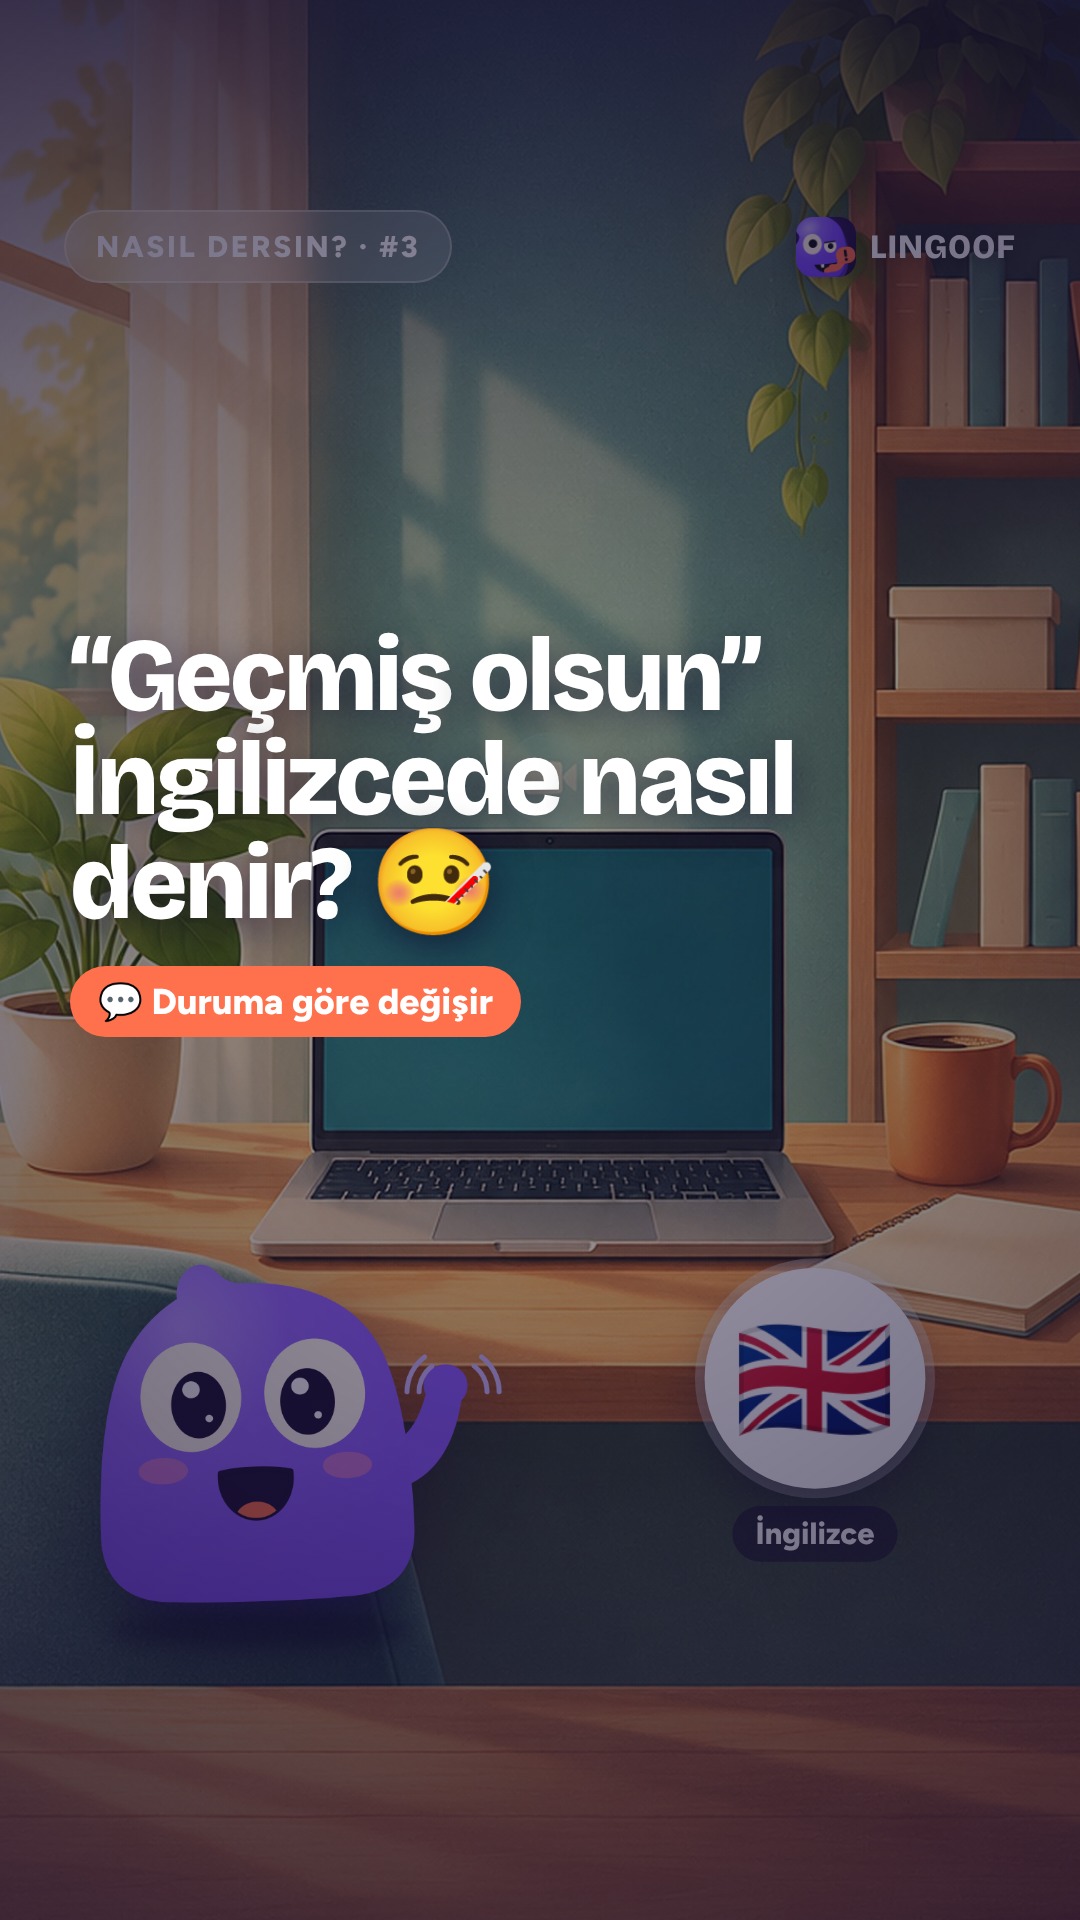 NASIL DERSIN? · #3
LINGOOF
“Geçmiş olsun”
İngilizcede nasıl
denir? 🤒
💬 Duruma göre değişir
İngilizce